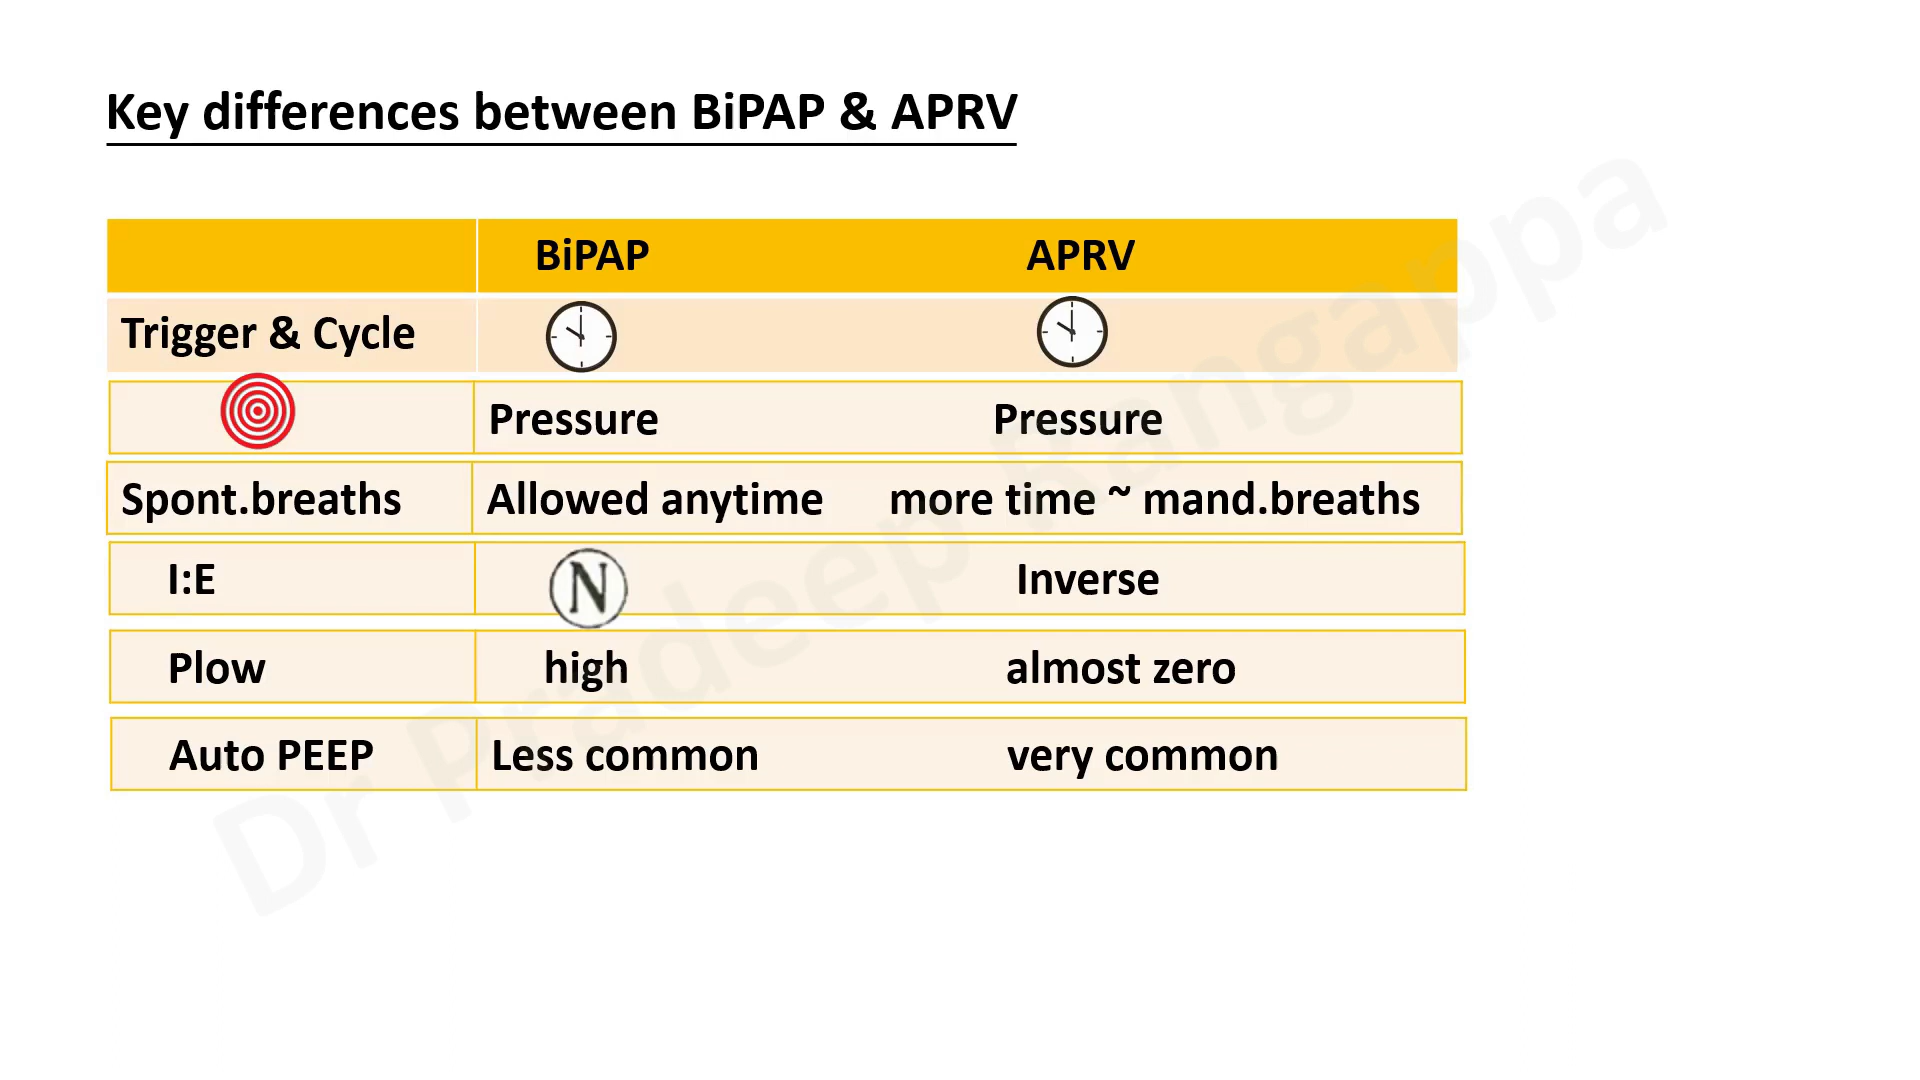 Key differences between BiPAP & APRV
BiPAP APRV
Trigger & Cycle
Pressure Pressure
Spont.breaths Allowed anytime more time ~ mand.breaths
I:E N Inverse
Plow high almost zero
Auto PEEP Less common very common
Dr Pradeep Rangappa